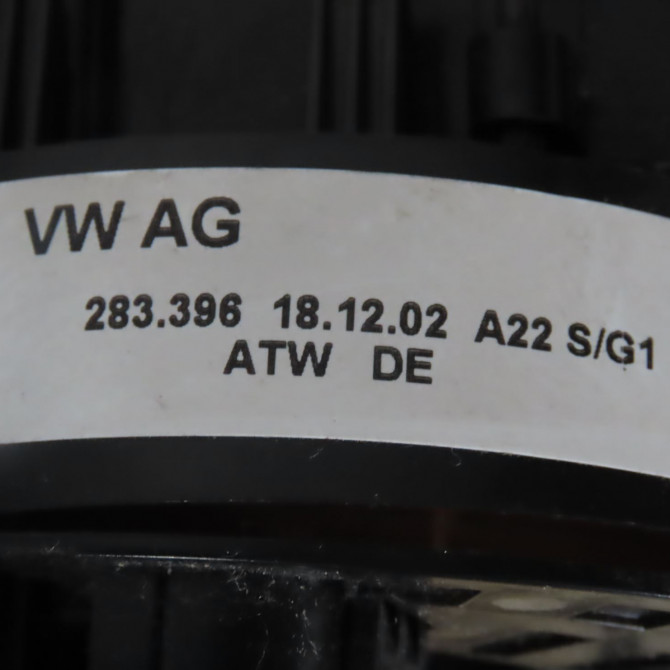 VW AG
283.396 18.12.02 A22 S/G1
ATW DE